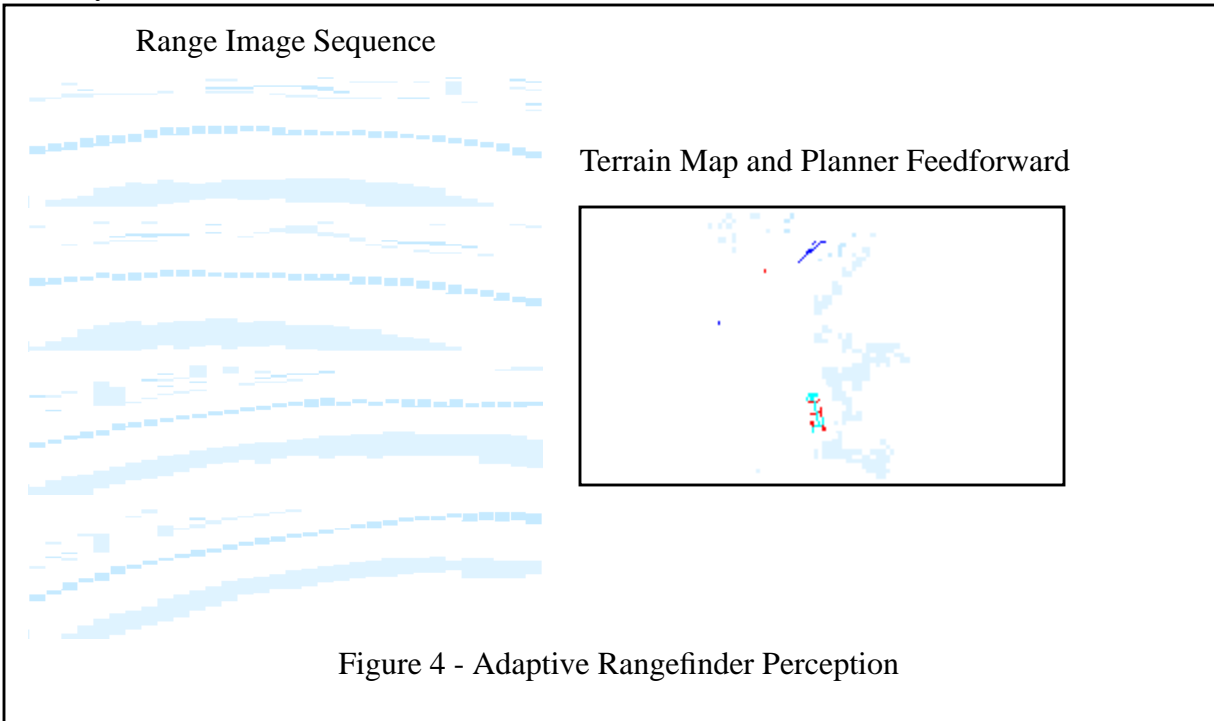 Range Image Sequence
Terrain Map and Planner Feedforward
Figure 4 - Adaptive Rangefinder Perception